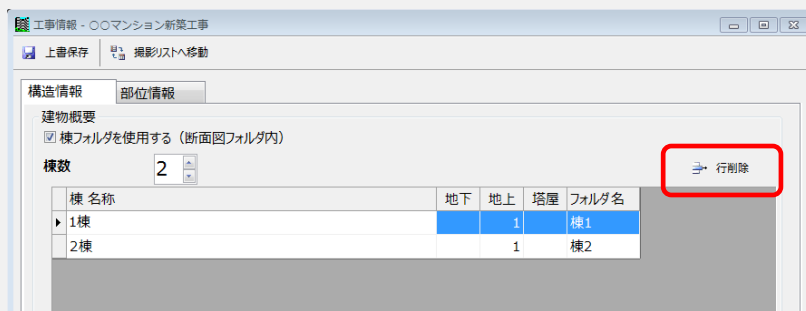 工事情報 - 〇〇マンション新築工事
上書保存 撮影リストへ移動
構造情報 部位情報
建物概要
棟フォルダを使用する（断面図フォルダ内）
棟数 2 行削除
棟 名称 地下 地上 塔屋 フォルダ名
1棟 1 棟1
2棟 1 棟2